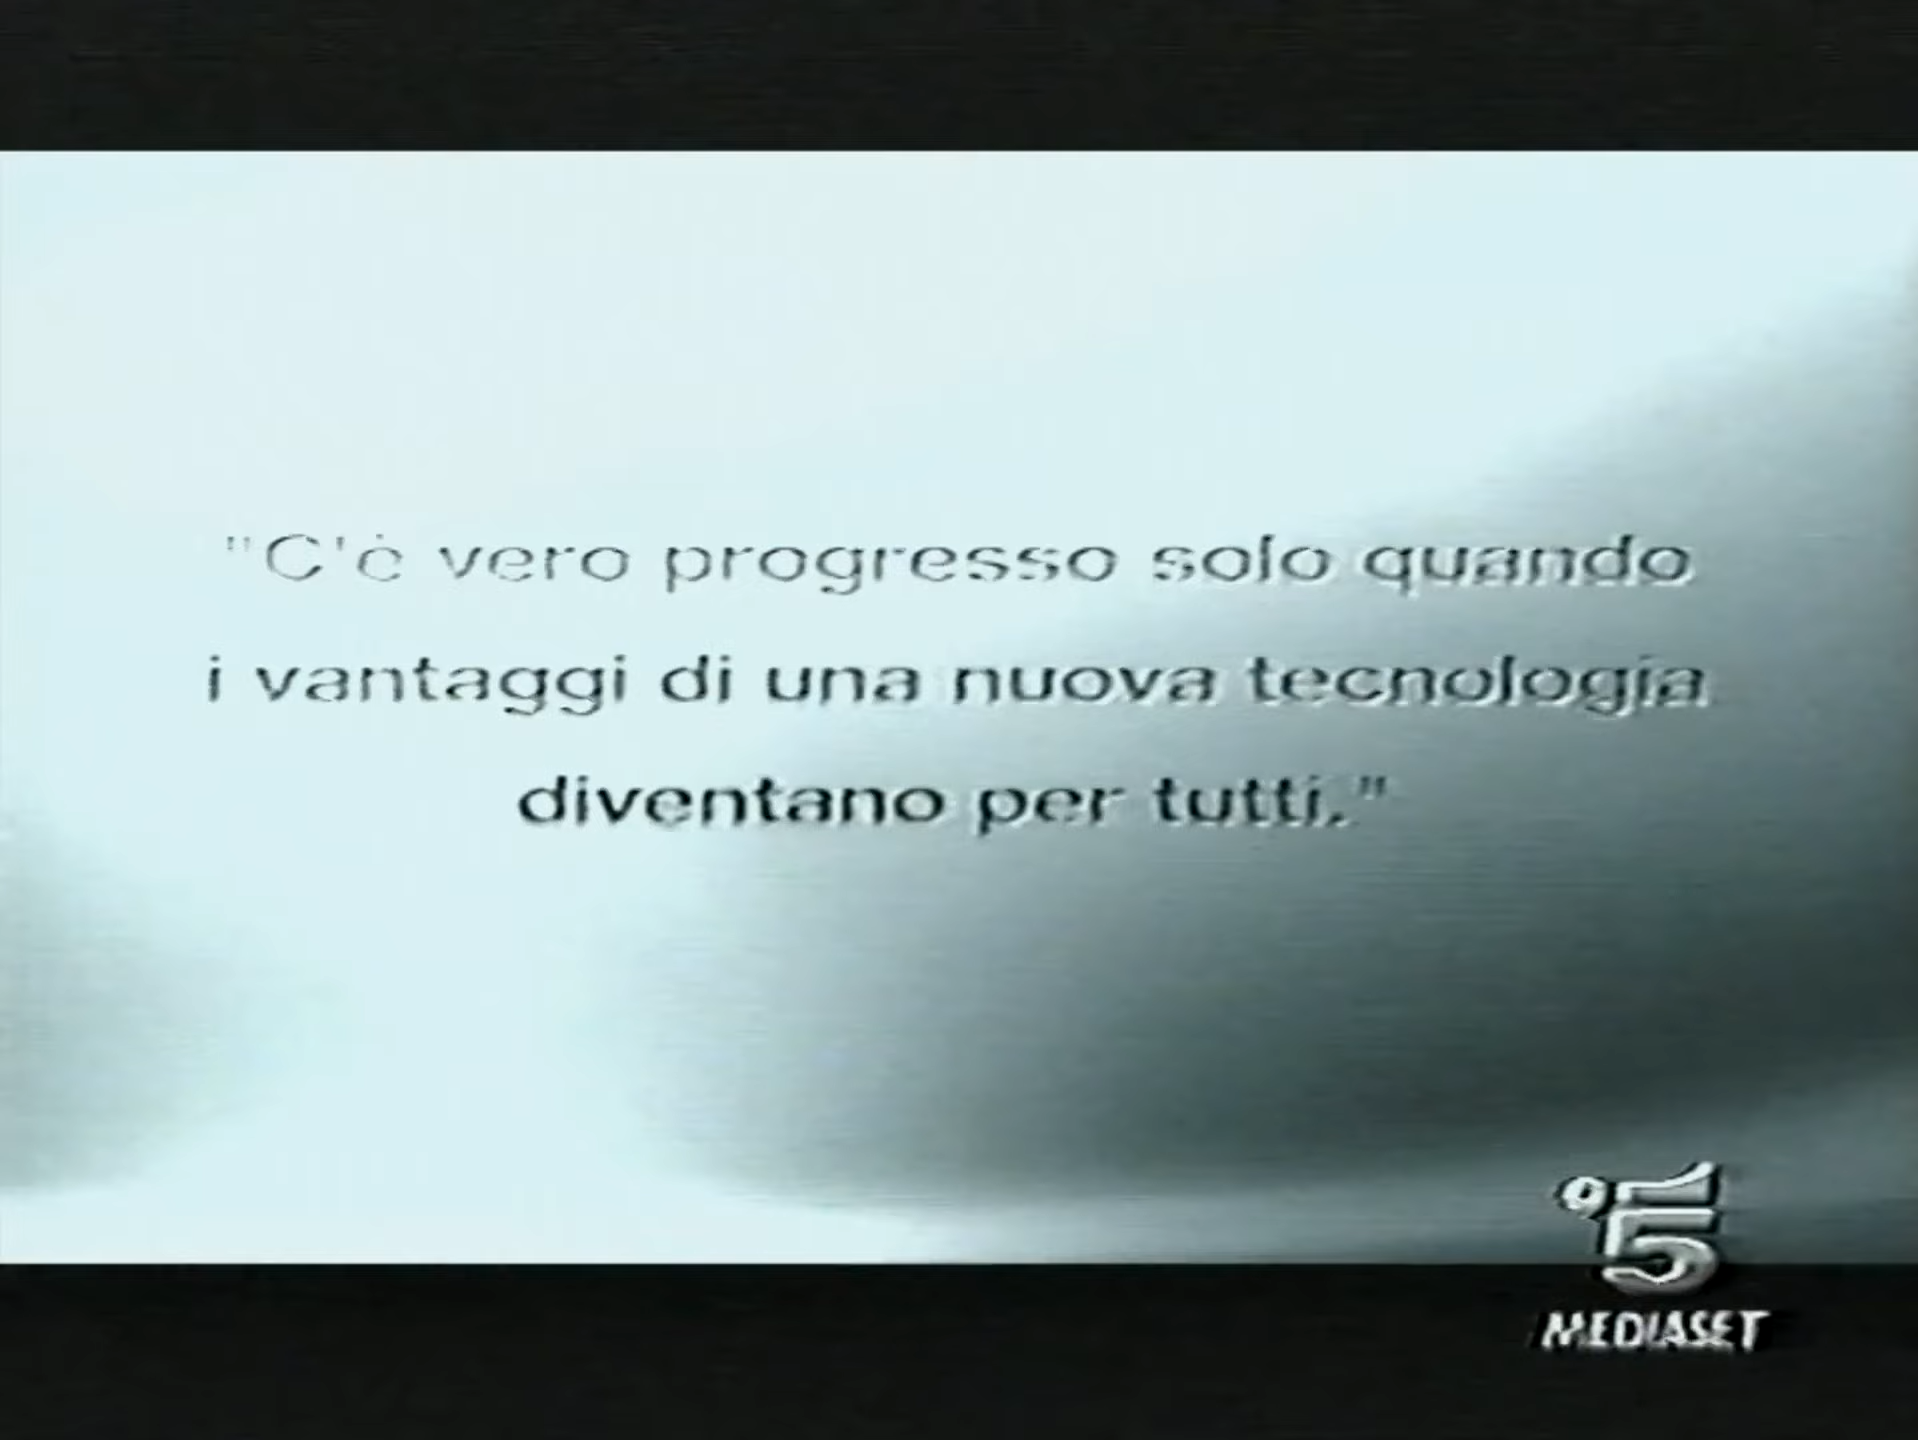 "C'è vero progresso solo quando
i vantaggi di una nuova tecnologia
diventano per tutti."
5
MEDIASET